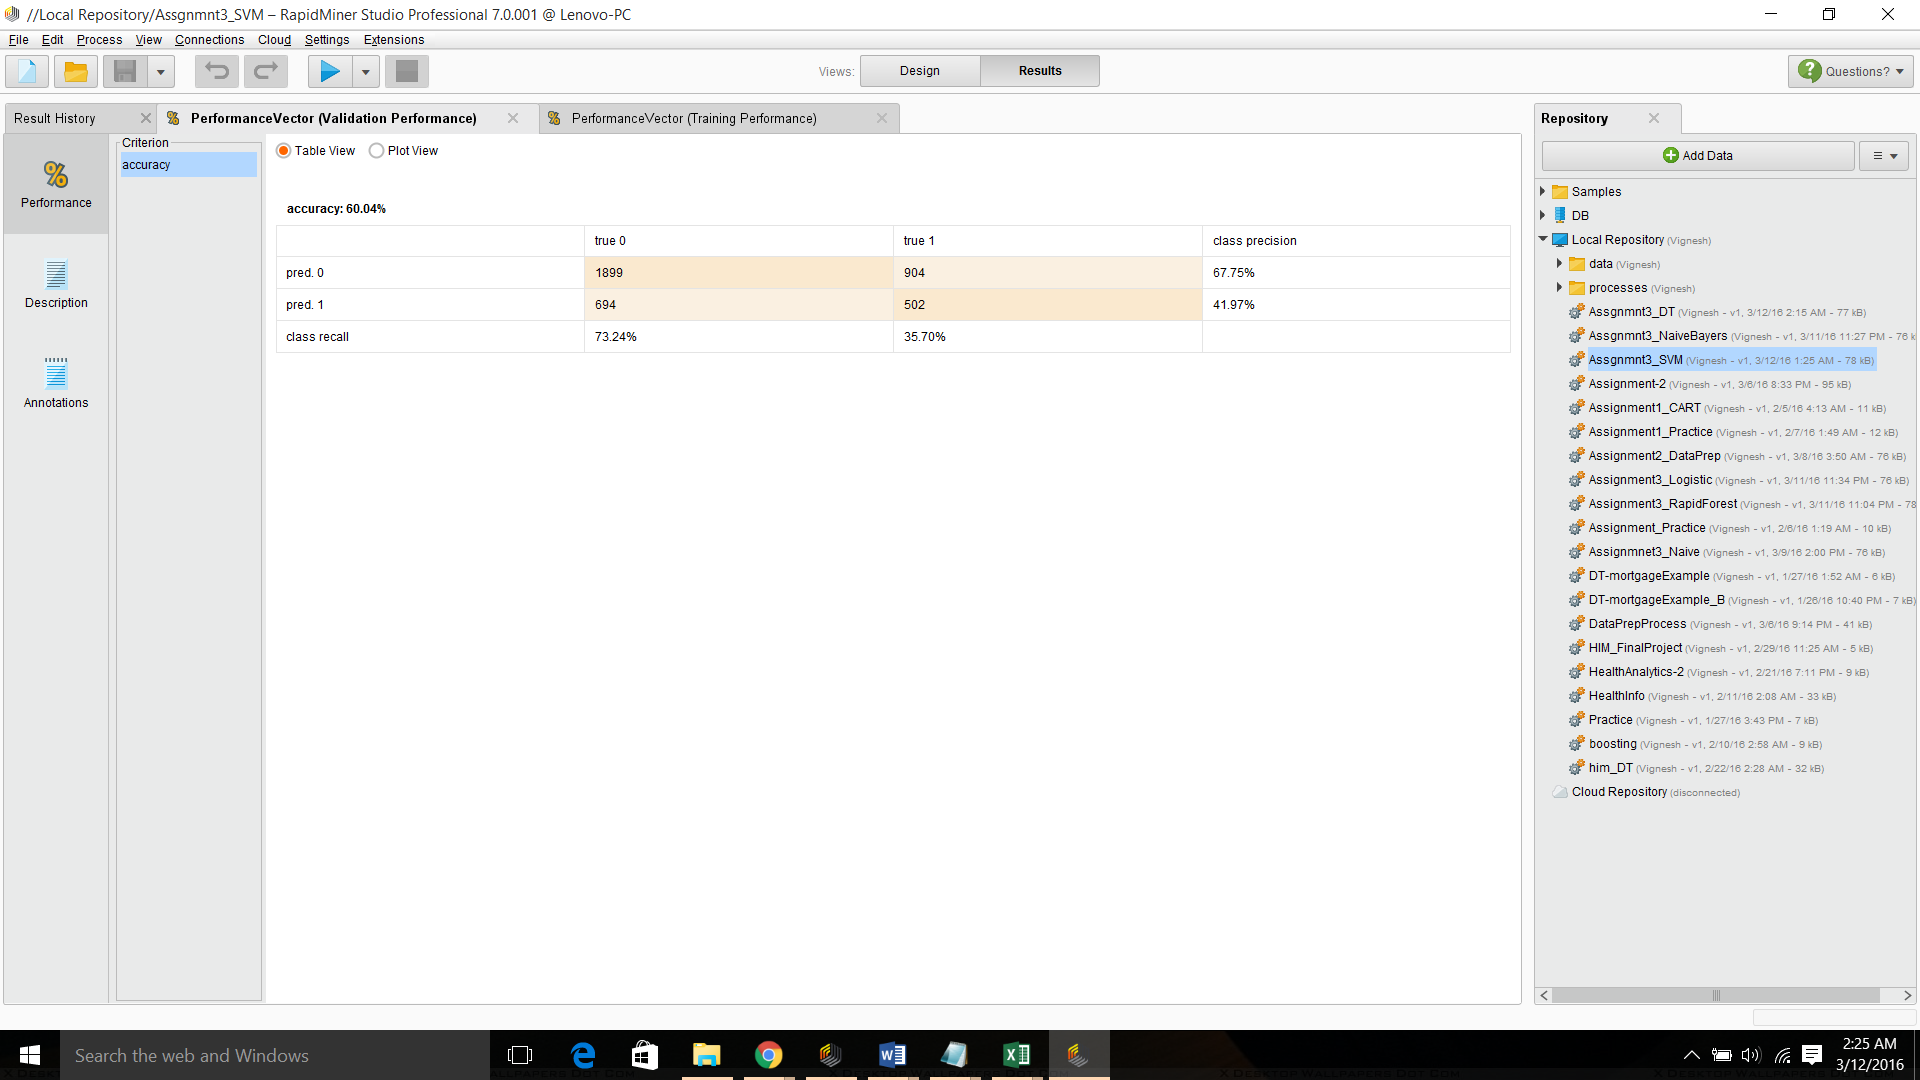 //Local Repository/Assgnmnt3_SVM – RapidMiner Studio Professional 7.0.001 @ Lenovo-PC
File Edit Process View Connections Cloud Settings Extensions
Views: Design Results Questions?
Result History PerformanceVector (Validation Performance) PerformanceVector (Training Performance)
Performance
Description
Annotations
Criterion
accuracy
Table View Plot View
accuracy: 60.04%
true 0 true 1 class precision
pred. 0 1899 904 67.75%
pred. 1 694 502 41.97%
class recall 73.24% 35.70%
Repository
Add Data
Samples
DB
Local Repository (Vignesh)
data (Vignesh)
processes (Vignesh)
Assgnmnt3_DT (Vignesh - v1, 3/12/16 2:15 AM - 77 kB)
Assgnmnt3_NaiveBayers (Vignesh - v1, 3/11/16 11:27 PM - 76 k
Assgnmnt3_SVM (Vignesh - v1, 3/12/16 1:25 AM - 78 kB)
Assignment-2 (Vignesh - v1, 3/6/16 8:33 PM - 95 kB)
Assignment1_CART (Vignesh - v1, 2/5/16 4:13 AM - 11 kB)
Assignment1_Practice (Vignesh - v1, 2/7/16 1:49 AM - 12 kB)
Assignment2_DataPrep (Vignesh - v1, 3/8/16 3:50 AM - 76 kB)
Assignment3_Logistic (Vignesh - v1, 3/11/16 11:34 PM - 76 kB)
Assignment3_RapidForest (Vignesh - v1, 3/11/16 11:04 PM - 78
Assignment_Practice (Vignesh - v1, 2/6/16 1:19 AM - 10 kB)
Assignmnet3_Naive (Vignesh - v1, 3/9/16 2:00 PM - 76 kB)
DT-mortgageExample (Vignesh - v1, 1/27/16 1:52 AM - 6 kB)
DT-mortgageExample_B (Vignesh - v1, 1/26/16 10:40 PM - 7 kB)
DataPrepProcess (Vignesh - v1, 3/6/16 9:14 PM - 41 kB)
HIM_FinalProject (Vignesh - v1, 2/29/16 11:25 AM - 5 kB)
HealthAnalytics-2 (Vignesh - v1, 2/21/16 7:11 PM - 9 kB)
HealthInfo (Vignesh - v1, 2/11/16 2:08 AM - 33 kB)
Practice (Vignesh - v1, 1/27/16 3:43 PM - 7 kB)
boosting (Vignesh - v1, 2/10/16 2:58 AM - 9 kB)
him_DT (Vignesh - v1, 2/22/16 2:28 AM - 32 kB)
Cloud Repository (disconnected)
Search the web and Windows
2:25 AM
3/12/2016